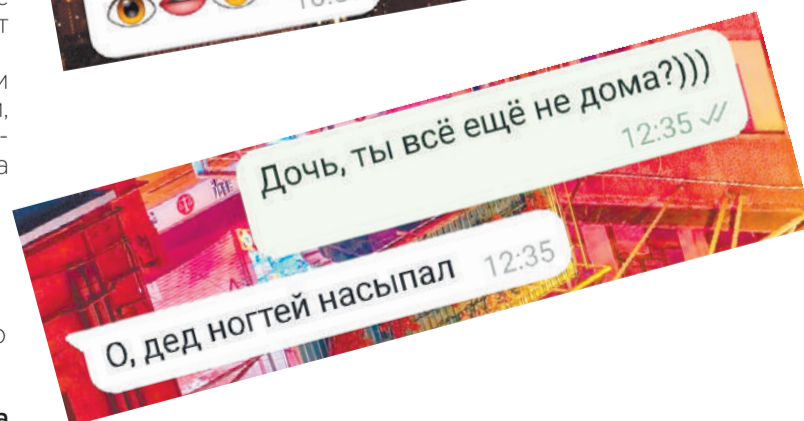 Дочь, ты всё ещё не дома?)))
12:35
О, дед ногтей насыпал 12:35